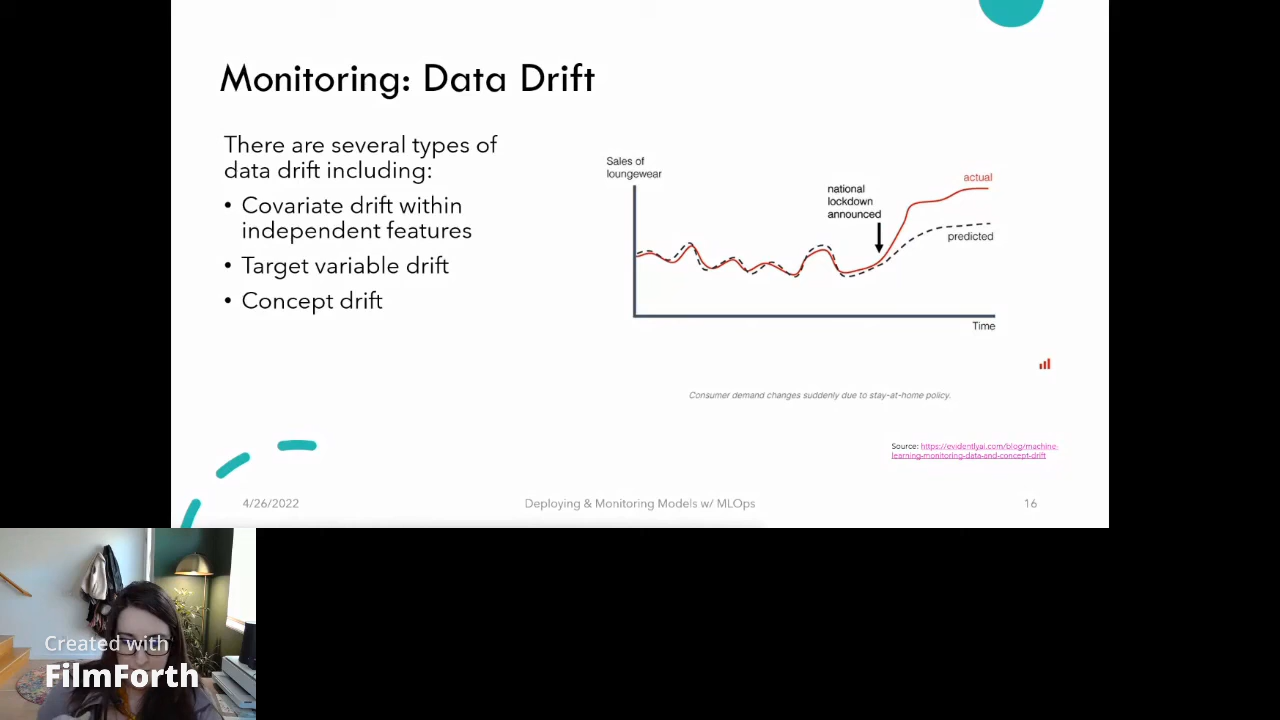 Monitoring: Data Drift
There are several types of
data drift including:
• Covariate drift within
independent features
• Target variable drift
• Concept drift
Sales of
loungewear
national
lockdown
announced
actual
predicted
Time
Consumer demand changes suddenly due to stay-at-home policy.
Source: https://evidentlyai.com/blog/machine-
learning-monitoring-data-and-concept-drift
4/26/2022
Deploying & Monitoring Models w/ MLOps
16
Created with
FilmForth